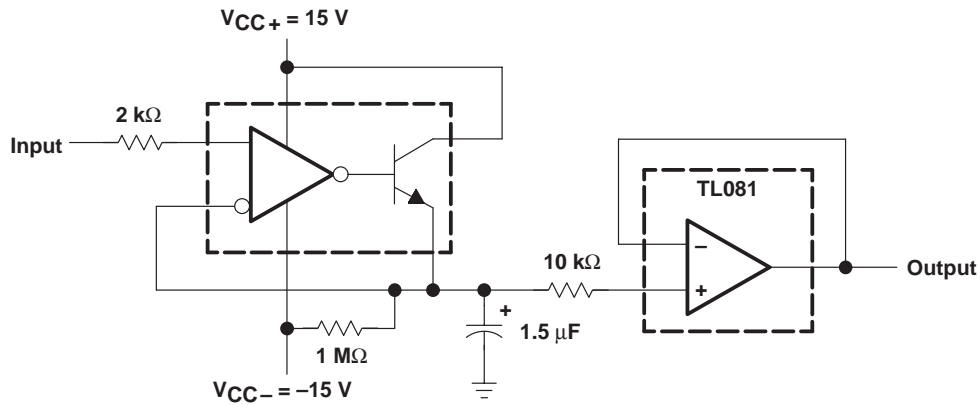 VCC+ = 15 V
2 kΩ
Input
TL081
−
+
10 kΩ
Output
+
1.5 µF
1 MΩ
VCC− = −15 V